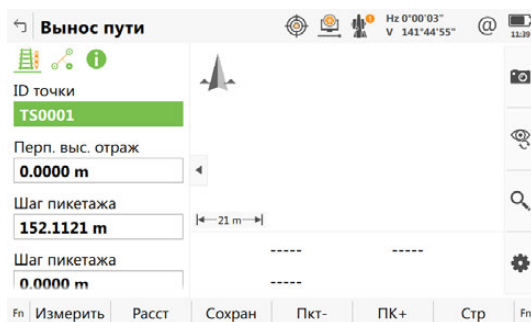 Вынос пути
Hz 0°00'03"
V 141°44'55"
@
11:39
ID точки
TS0001
Перп. выс. отраж
0.0000 m
Шаг пикетажа
152.1121 m
Шаг пикетажа
0.0000 m
21 m
----- -----
-----
Fn Измерить Расст Сохран Пкт- ПК+ Стр Fn